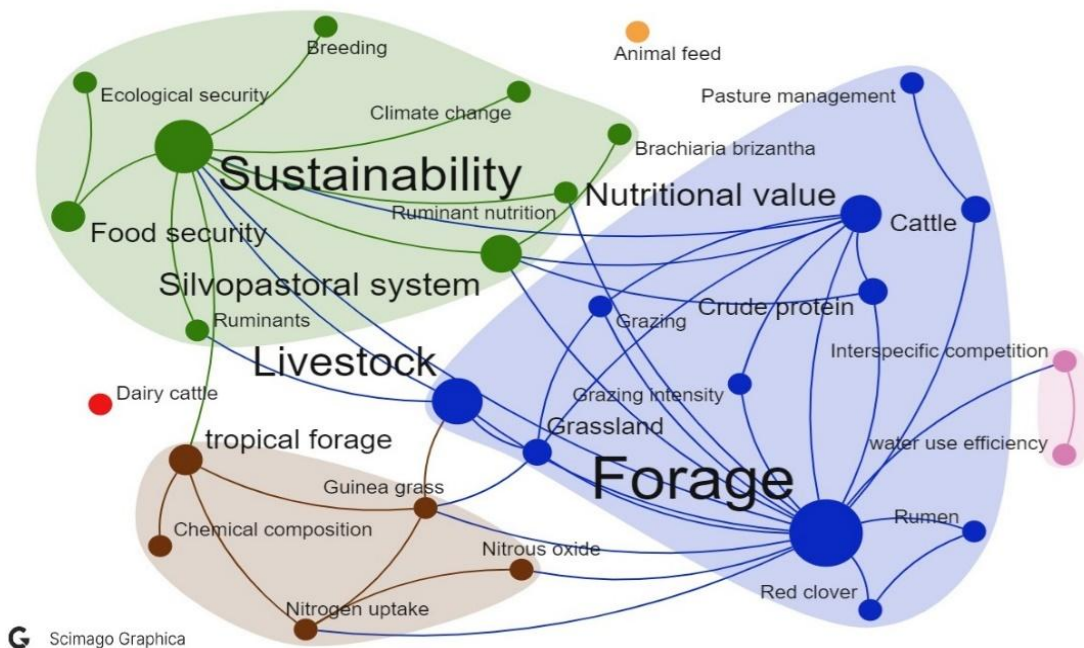 Breeding
Animal feed
Ecological security
Pasture management
Climate change
Brachiaria brizantha
Sustainability
Nutritional value
Ruminant nutrition
Food security
Cattle
Silvopastoral system
Crude protein
Ruminants
Grazing
Livestock
Interspecific competition
Dairy cattle
Grazing intensity
Grassland
tropical forage
water use efficiency
Forage
Guinea grass
Chemical composition
Rumen
Nitrous oxide
Red clover
Nitrogen uptake
Scimago Graphica